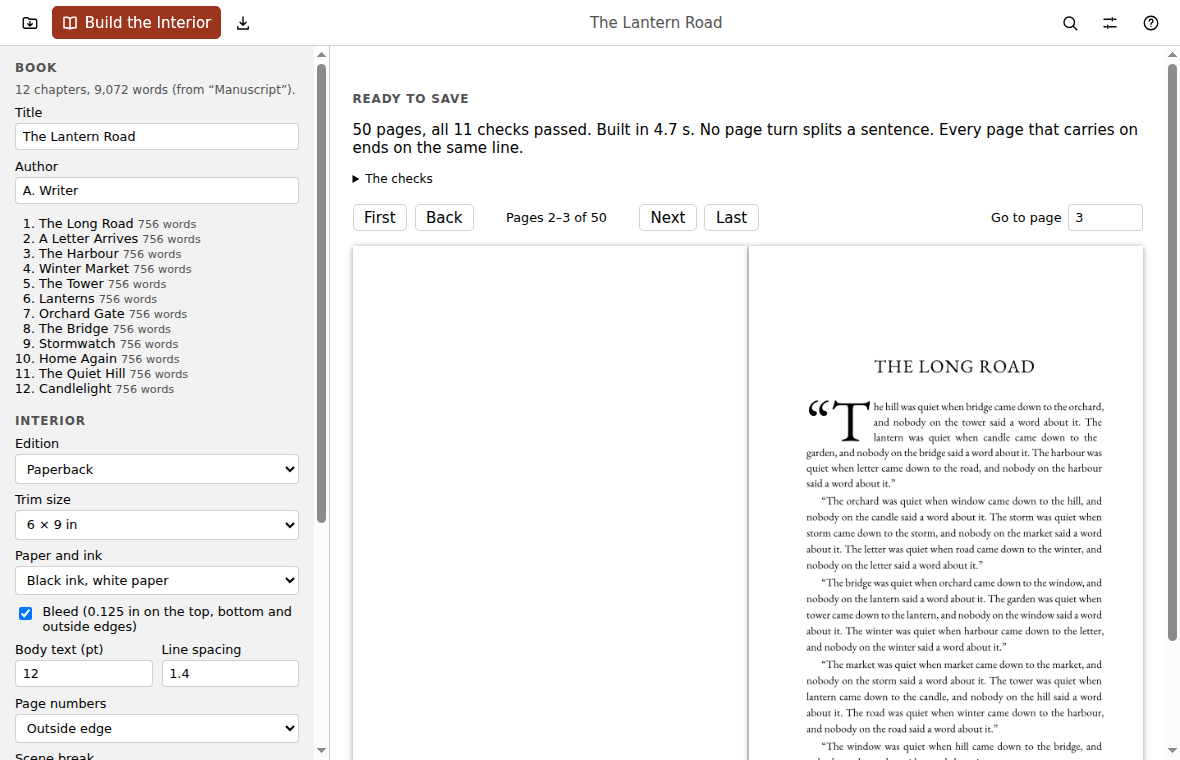 Build the Interior
The Lantern Road
BOOK
12 chapters, 9,072 words (from “Manuscript”).
Title
The Lantern Road
Author
A. Writer
1. The Long Road 756 words
2. A Letter Arrives 756 words
3. The Harbour 756 words
4. Winter Market 756 words
5. The Tower 756 words
6. Lanterns 756 words
7. Orchard Gate 756 words
8. The Bridge 756 words
9. Stormwatch 756 words
10. Home Again 756 words
11. The Quiet Hill 756 words
12. Candlelight 756 words
INTERIOR
Edition
Paperback
Trim size
6 × 9 in
Paper and ink
Black ink, white paper
Bleed (0.125 in on the top, bottom and
outside edges)
Body text (pt)
Line spacing
12
1.4
Page numbers
Outside edge
Scene break
READY TO SAVE
50 pages, all 11 checks passed. Built in 4.7 s. No page turn splits a sentence. Every page that carries on
ends on the same line.
The checks
First
Back
Pages 2–3 of 50
Next
Last
Go to page
3
THE LONG ROAD
“The hill was quiet when bridge came down to the orchard,
and nobody on the tower said a word about it. The
lantern was quiet when candle came down to the
garden, and nobody on the bridge said a word about it. The harbour was
quiet when letter came down to the road, and nobody on the harbour
said a word about it.”
“The orchard was quiet when window came down to the hill, and
nobody on the candle said a word about it. The storm was quiet when
storm came down to the storm, and nobody on the market said a word
about it. The letter was quiet when road came down to the winter, and
nobody on the letter said a word about it.”
“The bridge was quiet when orchard came down to the window, and
nobody on the lantern said a word about it. The garden was quiet when
tower came down to the lantern, and nobody on the window said a word
about it. The winter was quiet when harbour came down to the letter,
and nobody on the winter said a word about it.”
“The market was quiet when market came down to the market, and
nobody on the storm said a word about it. The tower was quiet when
lantern came down to the candle, and nobody on the hill said a word
about it. The road was quiet when winter came down to the harbour,
and nobody on the road said a word about it.”
“The window was quiet when hill came down to the bridge, and